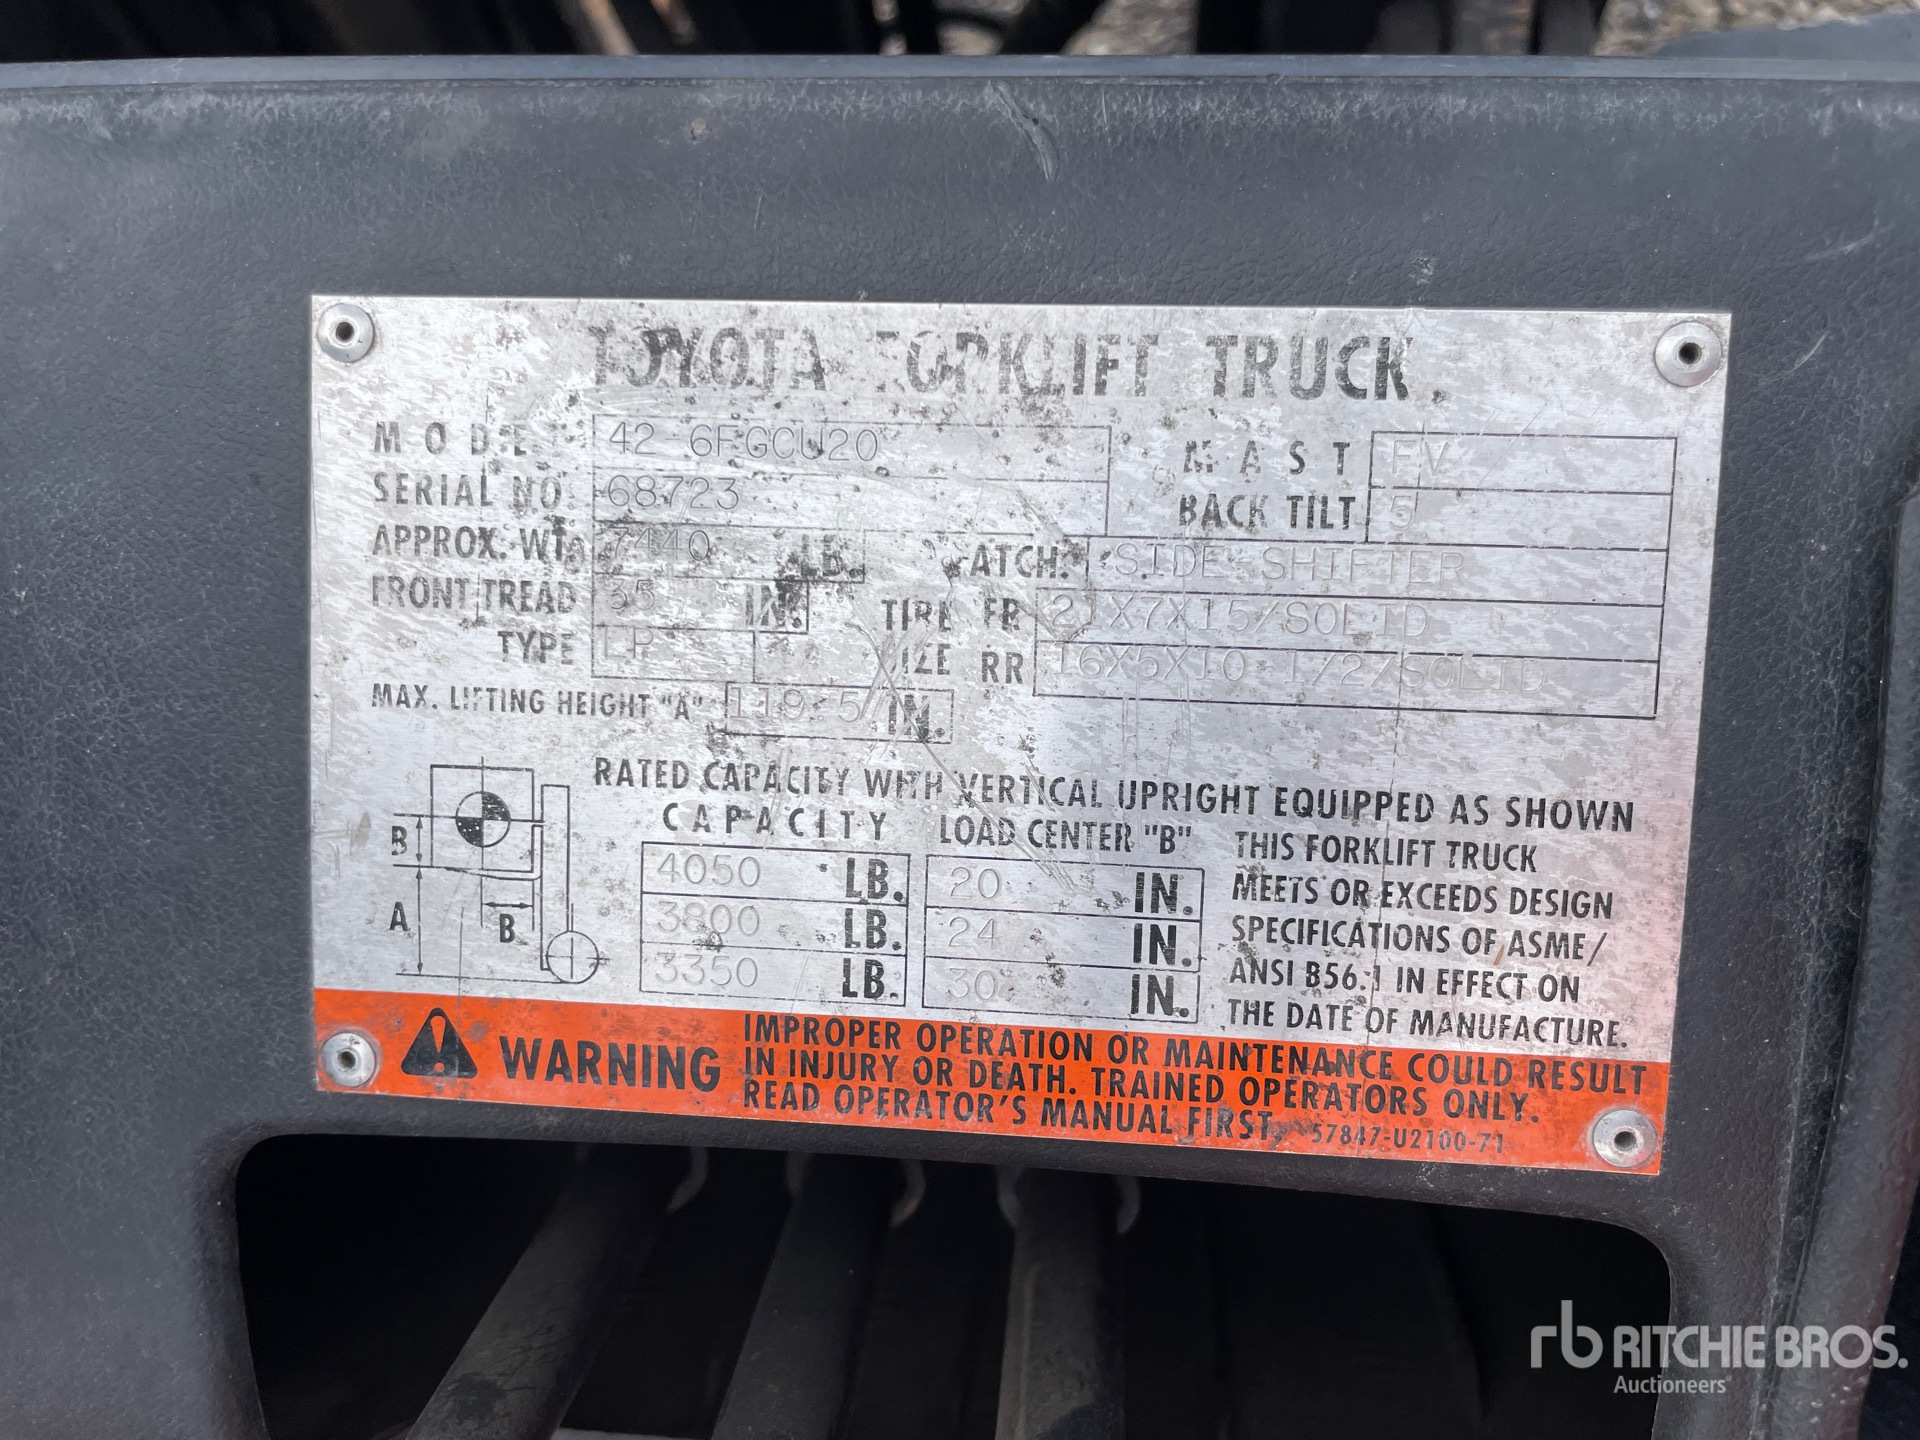 TOYOTA FORKLIFT TRUCK
MODEL 42-6FGCU20 MAST FV
SERIAL NO 68723 BACK TILT 5
APPROX. WT. 7440 LB. ATCH. SIDE-SHIFTER
FRONT TREAD 35 IN. TIRE SIZE FR 21X7X15/SOLID
TYPE LP RR 16X5X10 1/2/SOLID
MAX. LIFTING HEIGHT "A" 119.5 IN.
RATED CAPACITY WITH VERTICAL UPRIGHT EQUIPPED AS SHOWN
CAPACITY LOAD CENTER "B"
4050 LB. 20 IN.
3800 LB. 24 IN.
3350 LB. 30 IN.
B
A
B
THIS FORKLIFT TRUCK
MEETS OR EXCEEDS DESIGN
SPECIFICATIONS OF ASME/
ANSI B56.1 IN EFFECT ON
THE DATE OF MANUFACTURE.
WARNING
IMPROPER OPERATION OR MAINTENANCE COULD RESULT
IN INJURY OR DEATH. TRAINED OPERATORS ONLY.
READ OPERATOR'S MANUAL FIRST. 57847-U2100-71
rb RITCHIE BROS.
Auctioneers